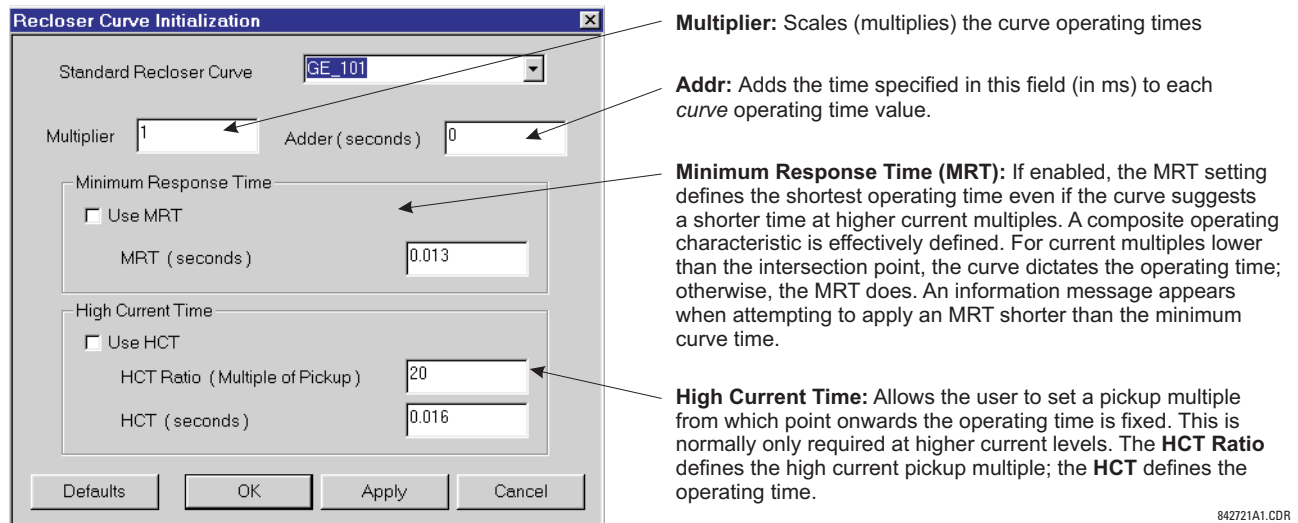 Recloser Curve Initialization
Standard Recloser Curve
GE_101
Multiplier
1
Adder ( seconds )
0
Minimum Response Time
Use MRT
MRT ( seconds )
0.013
High Current Time
Use HCT
HCT Ratio ( Multiple of Pickup )
20
HCT ( seconds )
0.016
Defaults
OK
Apply
Cancel
Multiplier: Scales (multiplies) the curve operating times
Addr: Adds the time specified in this field (in ms) to each
curve operating time value.
Minimum Response Time (MRT): If enabled, the MRT setting
defines the shortest operating time even if the curve suggests
a shorter time at higher current multiples. A composite operating
characteristic is effectively defined. For current multiples lower
than the intersection point, the curve dictates the operating time;
otherwise, the MRT does. An information message appears
when attempting to apply an MRT shorter than the minimum
curve time.
High Current Time: Allows the user to set a pickup multiple
from which point onwards the operating time is fixed. This is
normally only required at higher current levels. The HCT Ratio
defines the high current pickup multiple; the HCT defines the
operating time.
842721A1.CDR